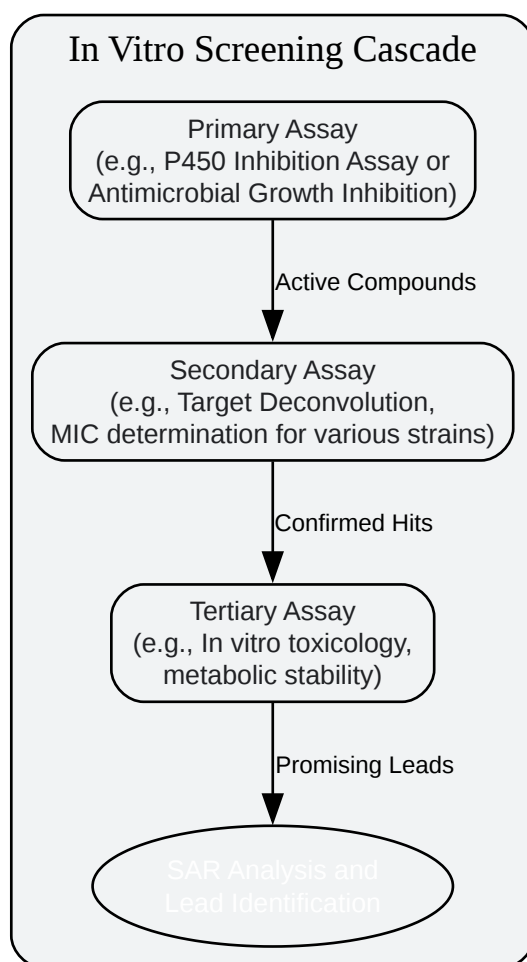 In Vitro Screening Cascade
Primary Assay
(e.g., P450 Inhibition Assay or
Antimicrobial Growth Inhibition)
Active Compounds
Secondary Assay
(e.g., Target Deconvolution,
MIC determination for various strains)
Confirmed Hits
Tertiary Assay
(e.g., In vitro toxicology,
metabolic stability)
Promising Leads
SAR Analysis and
Lead Identification